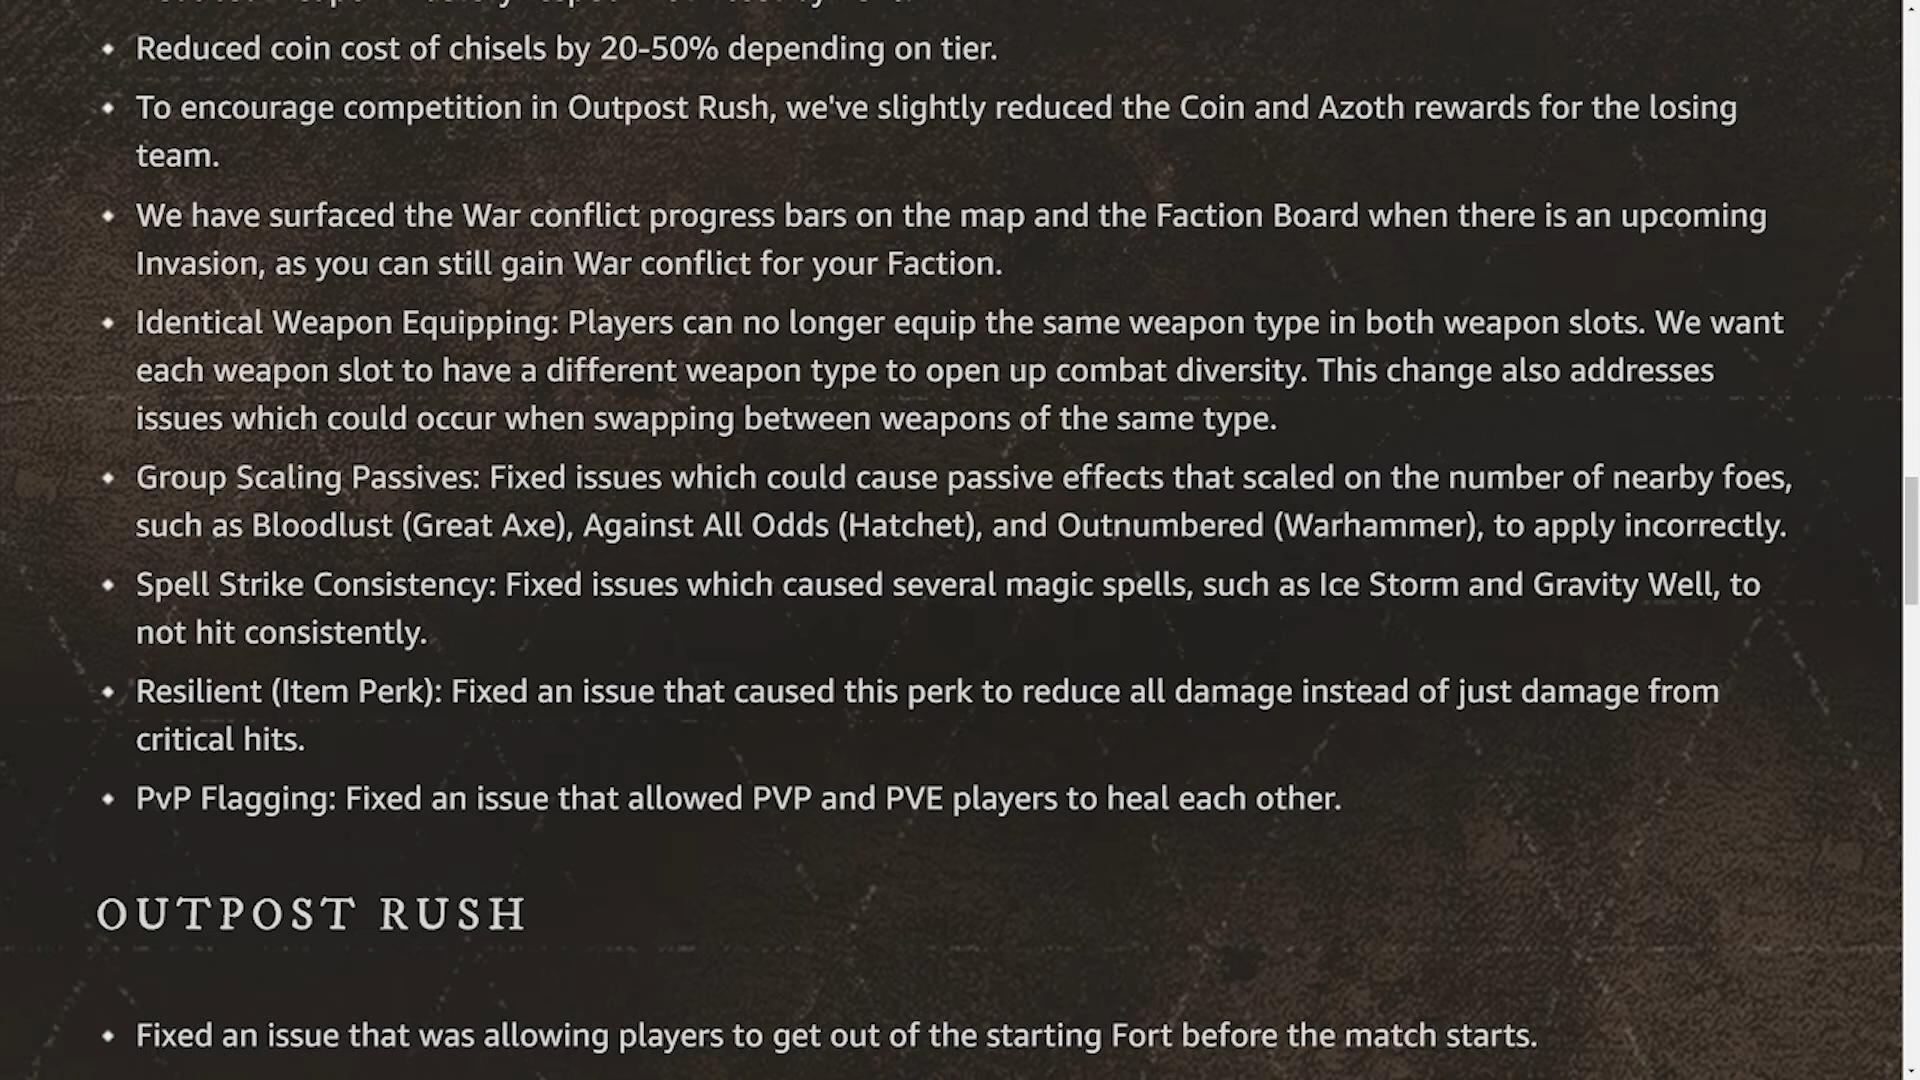 Reduced coin cost of chisels by 20-50% depending on tier.
To encourage competition in Outpost Rush, we've slightly reduced the Coin and Azoth rewards for the losing
team.
We have surfaced the War conflict progress bars on the map and the Faction Board when there is an upcoming
Invasion, as you can still gain War conflict for your Faction.
Identical Weapon Equipping: Players can no longer equip the same weapon type in both weapon slots. We want
each weapon slot to have a different weapon type to open up combat diversity. This change also addresses
issues which could occur when swapping between weapons of the same type.
Group Scaling Passives: Fixed issues which could cause passive effects that scaled on the number of nearby foes,
such as Bloodlust (Great Axe), Against All Odds (Hatchet), and Outnumbered (Warhammer), to apply incorrectly.
Spell Strike Consistency: Fixed issues which caused several magic spells, such as Ice Storm and Gravity Well, to
not hit consistently.
Resilient (Item Perk): Fixed an issue that caused this perk to reduce all damage instead of just damage from
critical hits.
PvP Flagging: Fixed an issue that allowed PVP and PVE players to heal each other.
OUTPOST RUSH
Fixed an issue that was allowing players to get out of the starting Fort before the match starts.